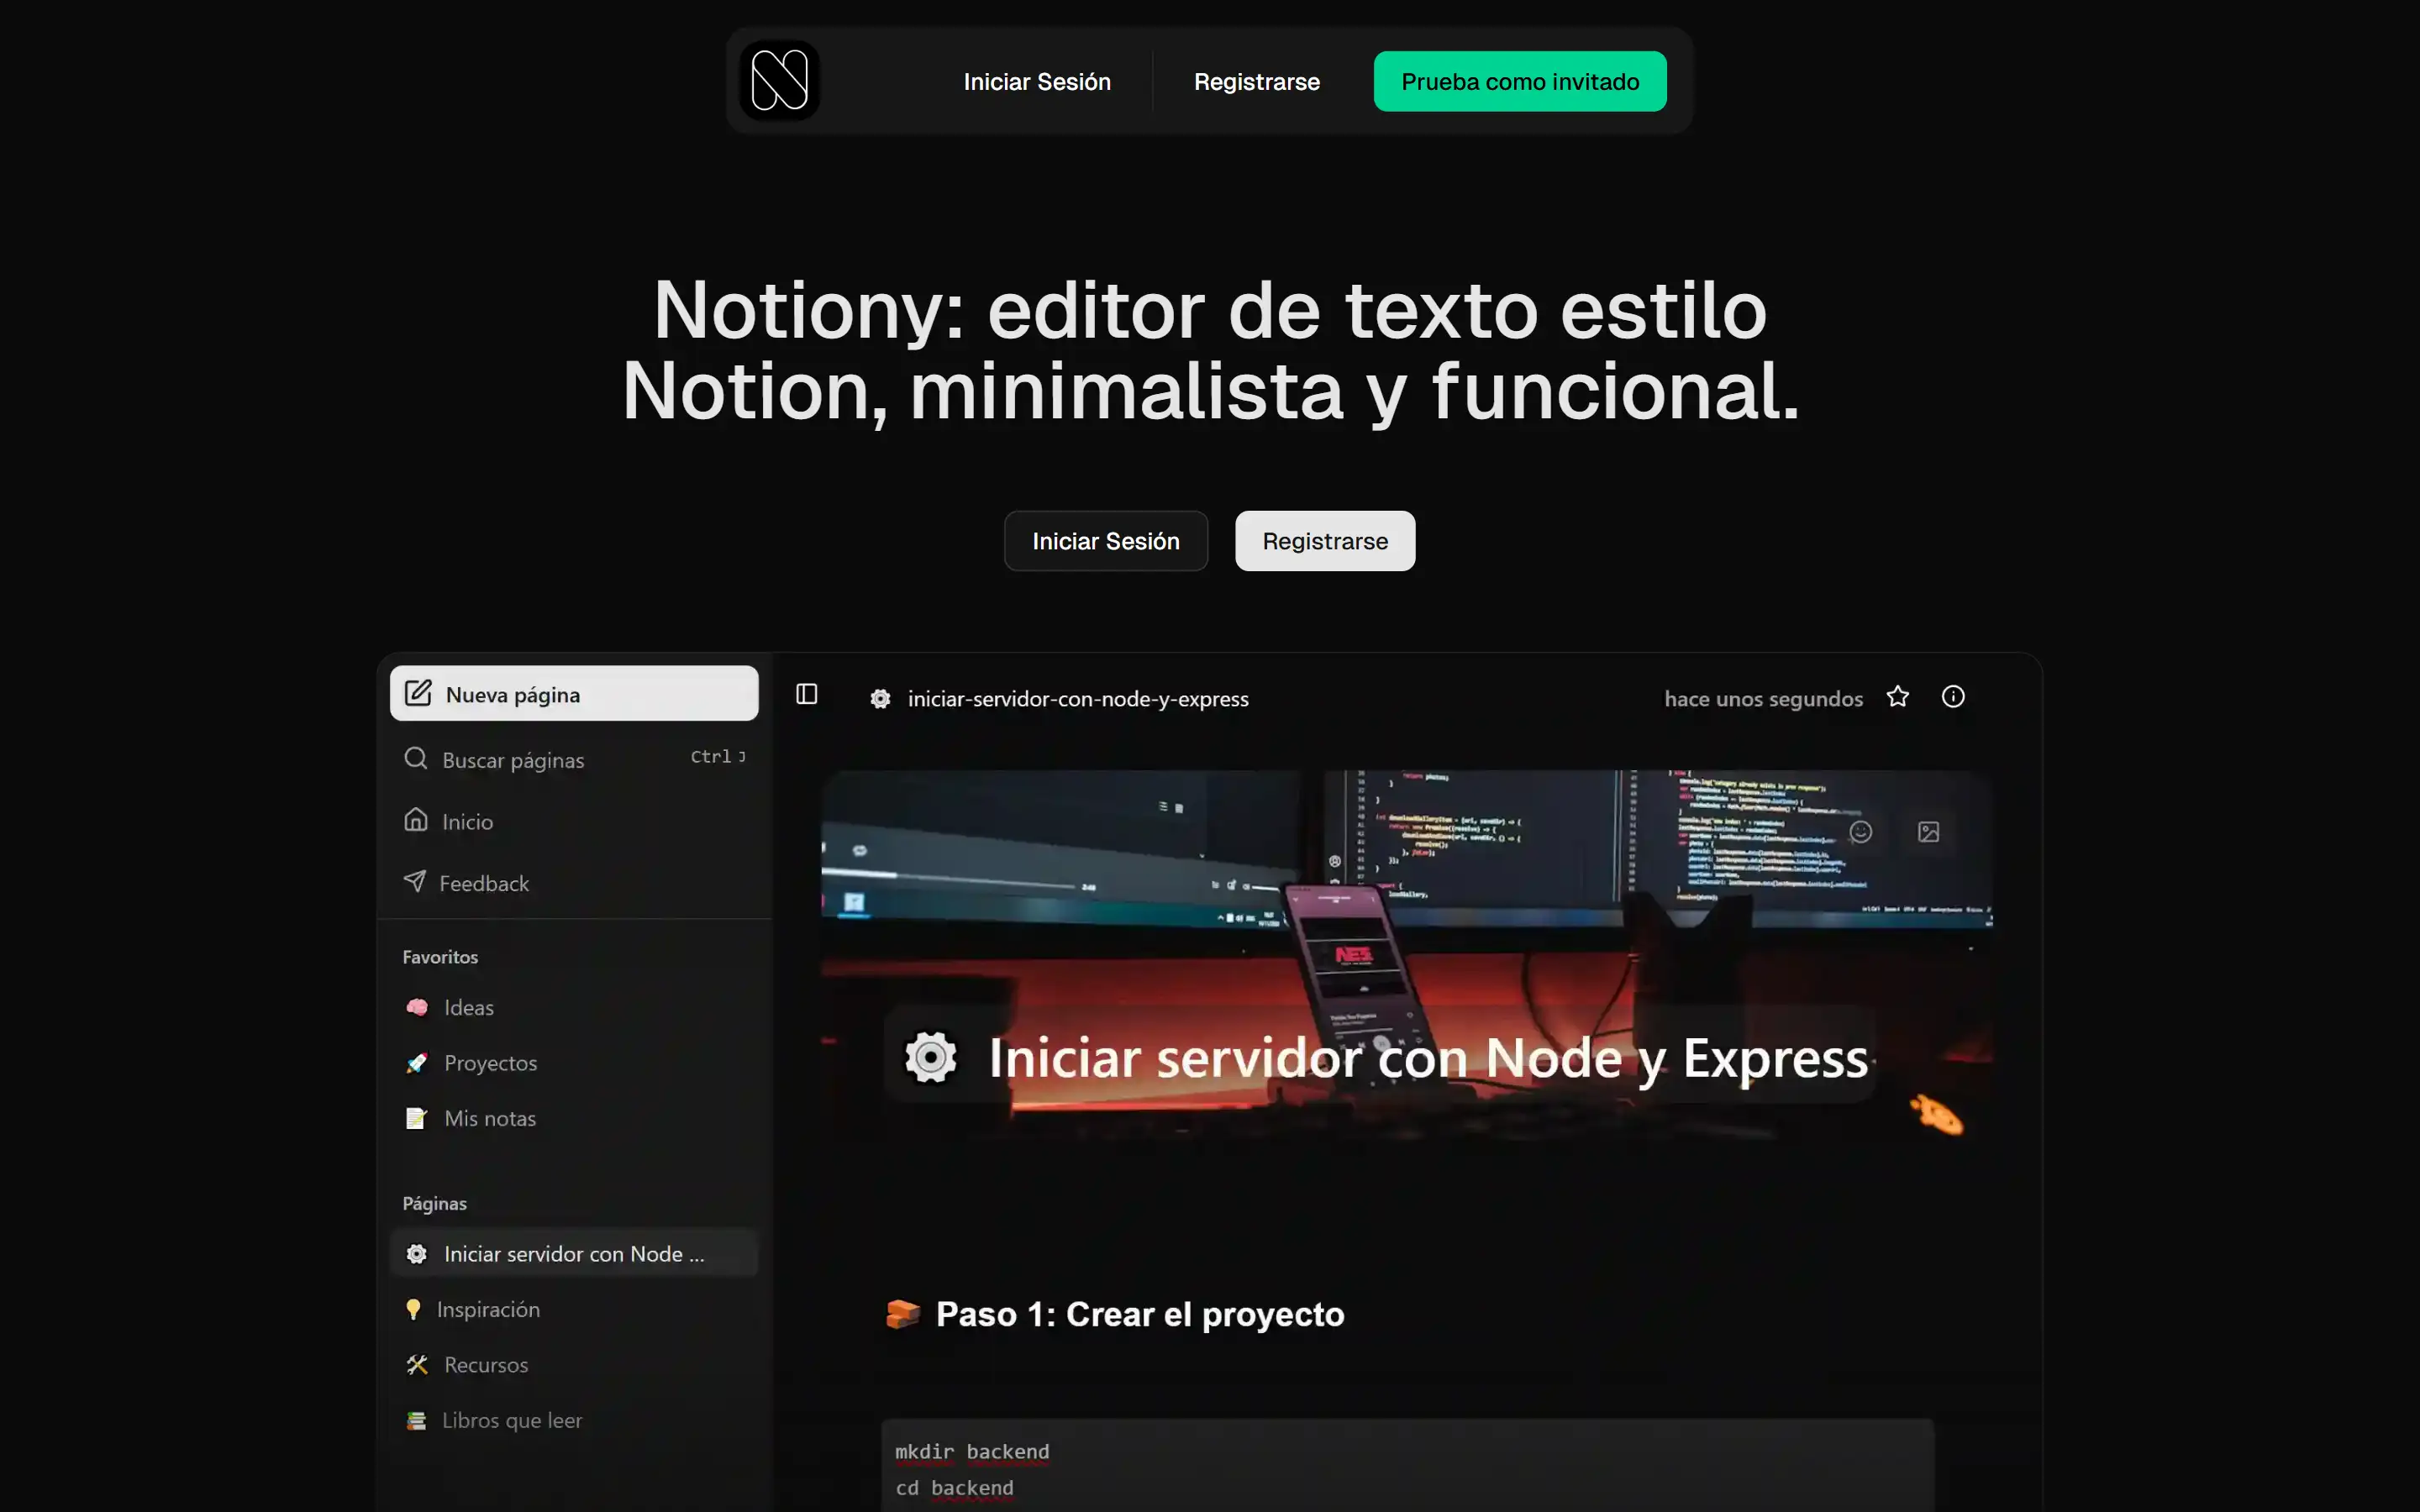 Iniciar Sesión
Registrarse
Prueba como invitado
Notiony: editor de texto estilo
Notion, minimalista y funcional.
Iniciar Sesión
Registrarse
Nueva página
Buscar páginas Ctrl J
Inicio
Feedback
Favoritos
Ideas
Proyectos
Mis notas
Páginas
Iniciar servidor con Node ...
Inspiración
Recursos
Libros que leer
iniciar-servidor-con-node-y-express
hace unos segundos
Iniciar servidor con Node y Express
Paso 1: Crear el proyecto
mkdir backend
cd backend